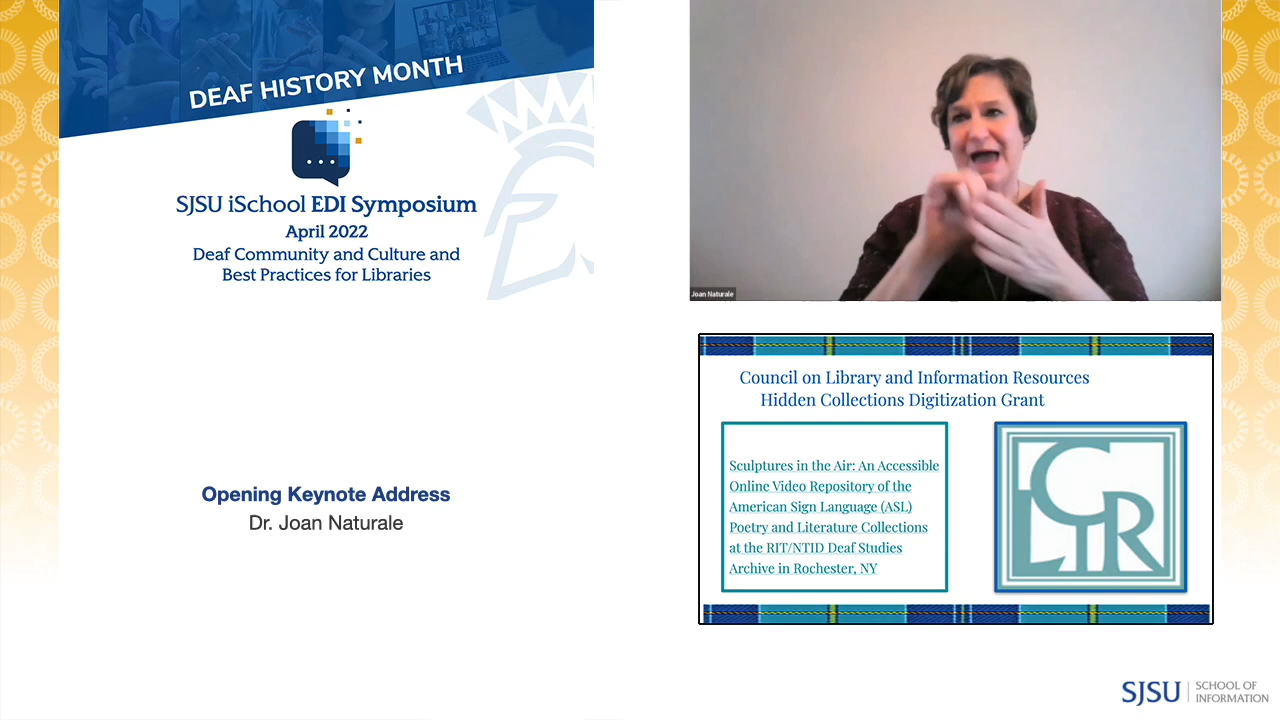 DEAF HISTORY MONTH
SJSU iSchool EDI Symposium
April 2022
Deaf Community and Culture and
Best Practices for Libraries
Opening Keynote Address
Dr. Joan Naturale
Joan Naturale
Council on Library and Information Resources
Hidden Collections Digitization Grant
Sculptures in the Air: An Accessible
Online Video Repository of the
American Sign Language (ASL)
Poetry and Literature Collections
at the RIT/NTID Deaf Studies
Archive in Rochester, NY
CLIR
SJSU SCHOOL OF
INFORMATION